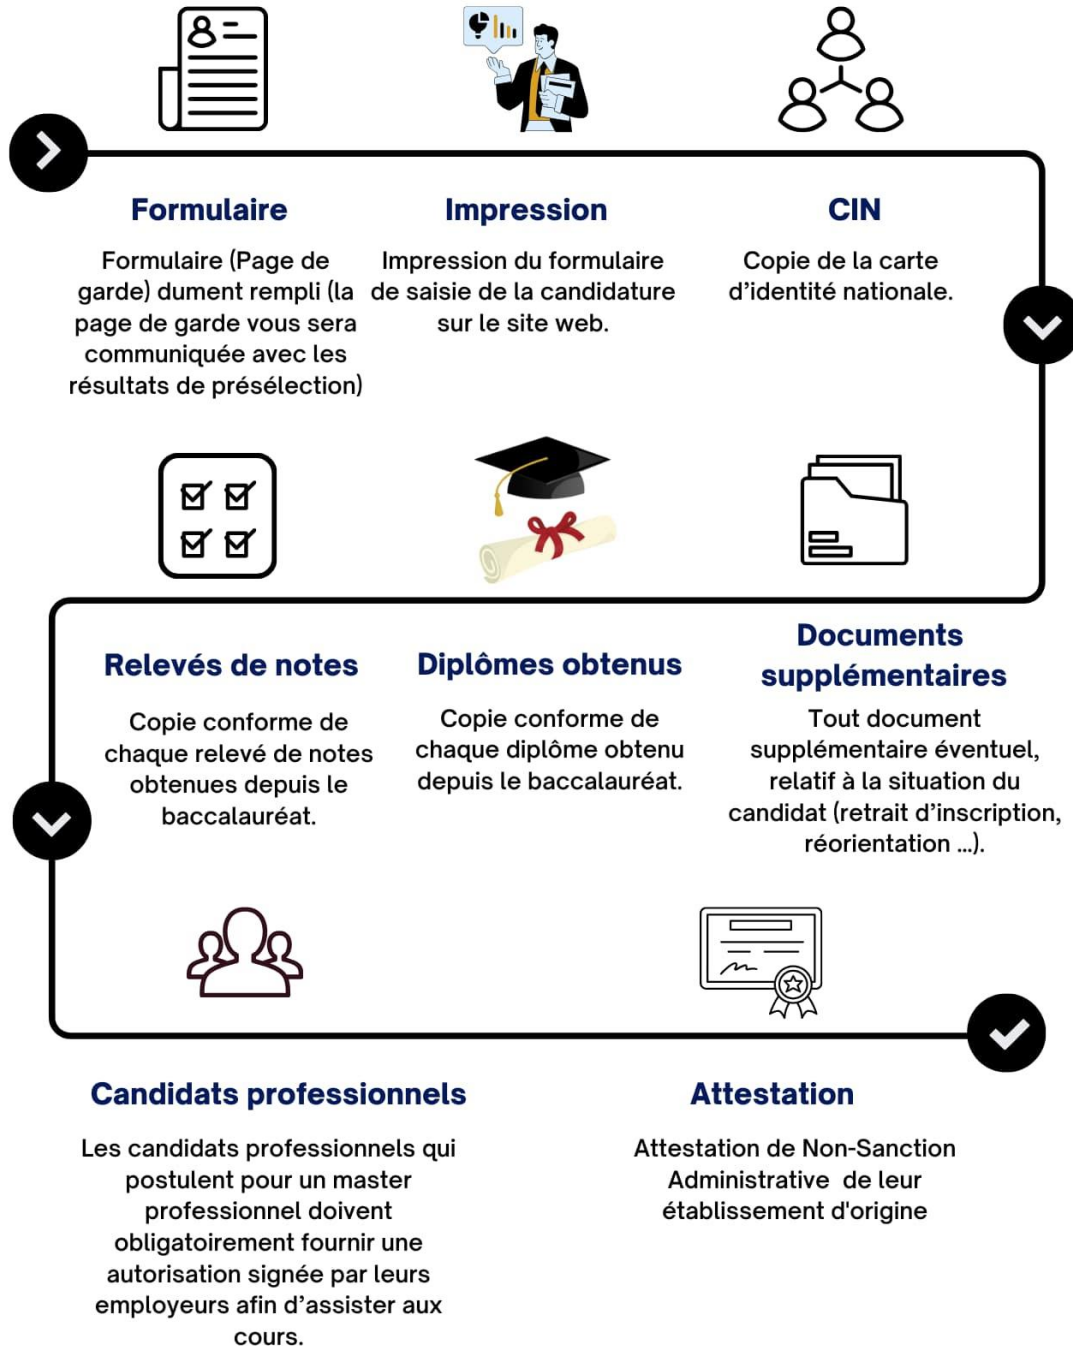 Formulaire
Formulaire (Page de
garde) dument rempli (la
page de garde vous sera
communiquée avec les
résultats de présélection)
Impression
Impression du formulaire
de saisie de la candidature
sur le site web.
CIN
Copie de la carte
d’identité nationale.
Relevés de notes
Copie conforme de
chaque relevé de notes
obtenues depuis le
baccalauréat.
Diplômes obtenus
Copie conforme de
chaque diplôme obtenu
depuis le baccalauréat.
Documents
supplémentaires
Tout document
supplémentaire éventuel,
relatif à la situation du
candidat (retrait d’inscription,
réorientation ...).
Candidats professionnels
Les candidats professionnels qui
postulent pour un master
professionnel doivent
obligatoirement fournir une
autorisation signée par leurs
employeurs afin d’assister aux
cours.
Attestation
Attestation de Non-Sanction
Administrative  de leur
établissement d'origine